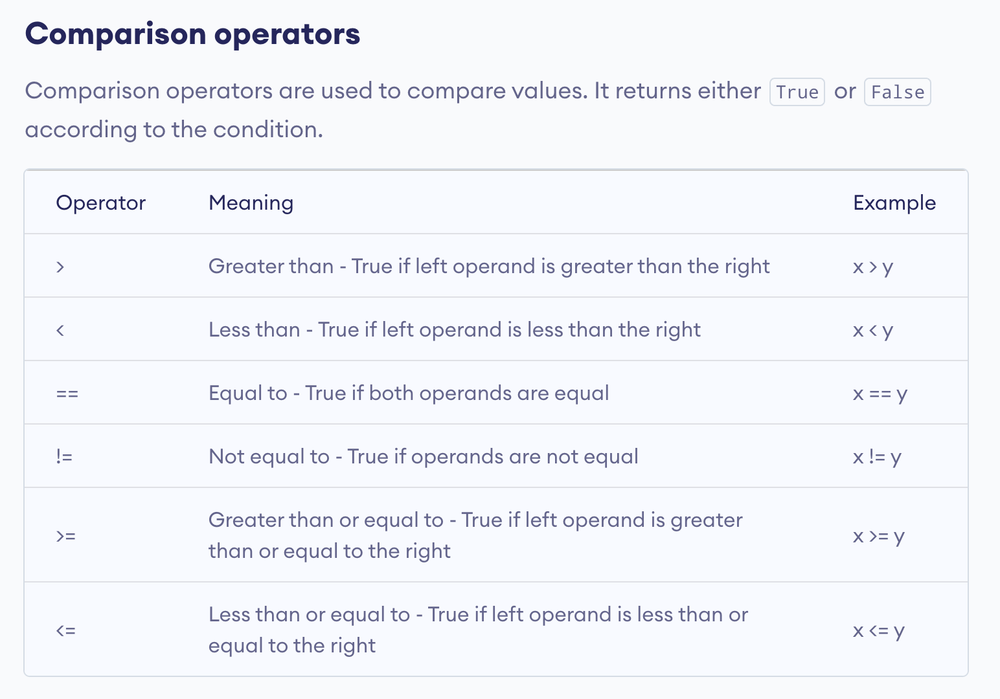 Comparison operators
Comparison operators are used to compare values. It returns either True or False
according to the condition.
Operator Meaning Example
> Greater than - True if left operand is greater than the right x > y
< Less than - True if left operand is less than the right x < y
== Equal to - True if both operands are equal x == y
!= Not equal to - True if operands are not equal x != y
>= Greater than or equal to - True if left operand is greater x >= y
than or equal to the right
<= Less than or equal to - True if left operand is less than or x <= y
equal to the right